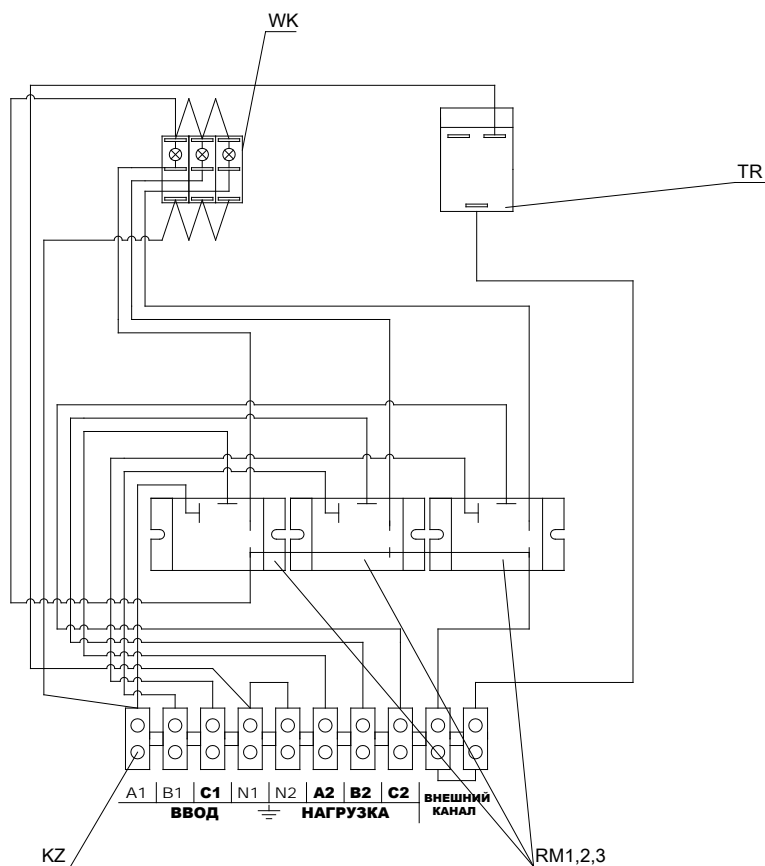 WK
TR
A1 B1 C1 N1 N2 A2 B2 C2 ВНЕШНИЙ
КАНАЛ
ВВОД НАГРУЗКА
KZ RM1,2,3